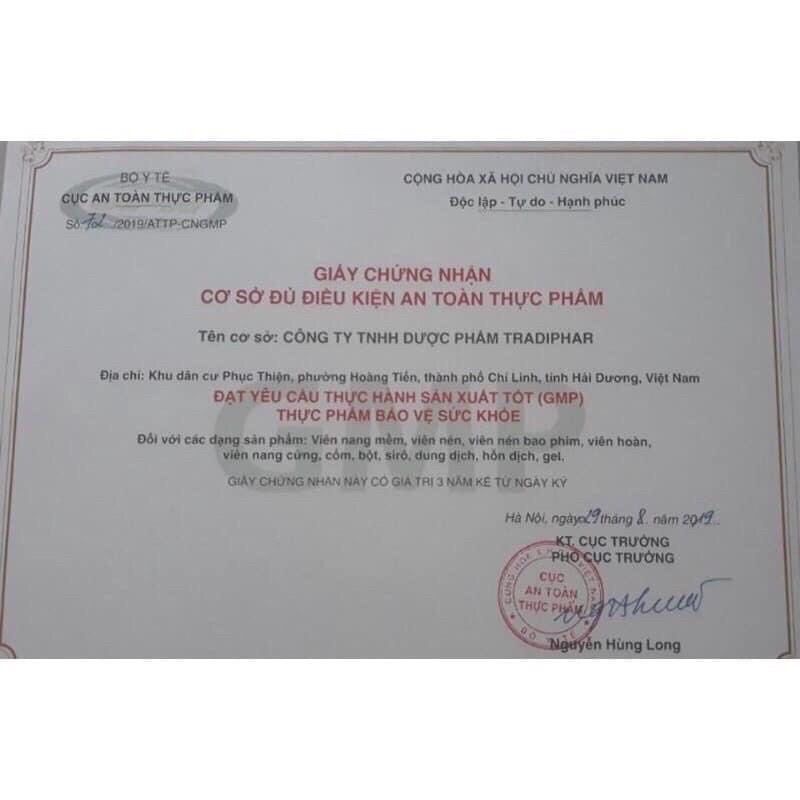 BỘ Y TẾ
CỤC AN TOÀN THỰC PHẨM
Số: 72 /2019/ATTP-CNGMP
CỘNG HÒA XÃ HỘI CHỦ NGHĨA VIỆT NAM
Độc lập - Tự do - Hạnh phúc
GIẤY CHỨNG NHẬN
CƠ SỞ ĐỦ ĐIỀU KIỆN AN TOÀN THỰC PHẨM
Tên cơ sở: CÔNG TY TNHH DƯỢC PHẨM TRADIPHAR
Địa chỉ: Khu dân cư Phục Thiện, phường Hoàng Tiến, thành phố Chí Linh, tỉnh Hải Dương, Việt Nam
ĐẠT YÊU CẦU THỰC HÀNH SẢN XUẤT TỐT (GMP)
THỰC PHẨM BẢO VỆ SỨC KHỎE
GMP
Đối với các dạng sản phẩm: Viên nang mềm, viên nén, viên nén bao phim, viên hoàn,
viên nang cứng, cốm, bột, sirô, dung dịch, hỗn dịch, gel.
GIẤY CHỨNG NHẬN NÀY CÓ GIÁ TRỊ 3 NĂM KỂ TỪ NGÀY KÝ
Hà Nội, ngày 29 tháng 8 . năm 2019..
KT. CỤC TRƯỞNG
PHÓ CỤC TRƯỞNG
CỤC
AN TOÀN
THỰC PHẨM
BỘ Y TẾ
Nguyễn Hùng Long